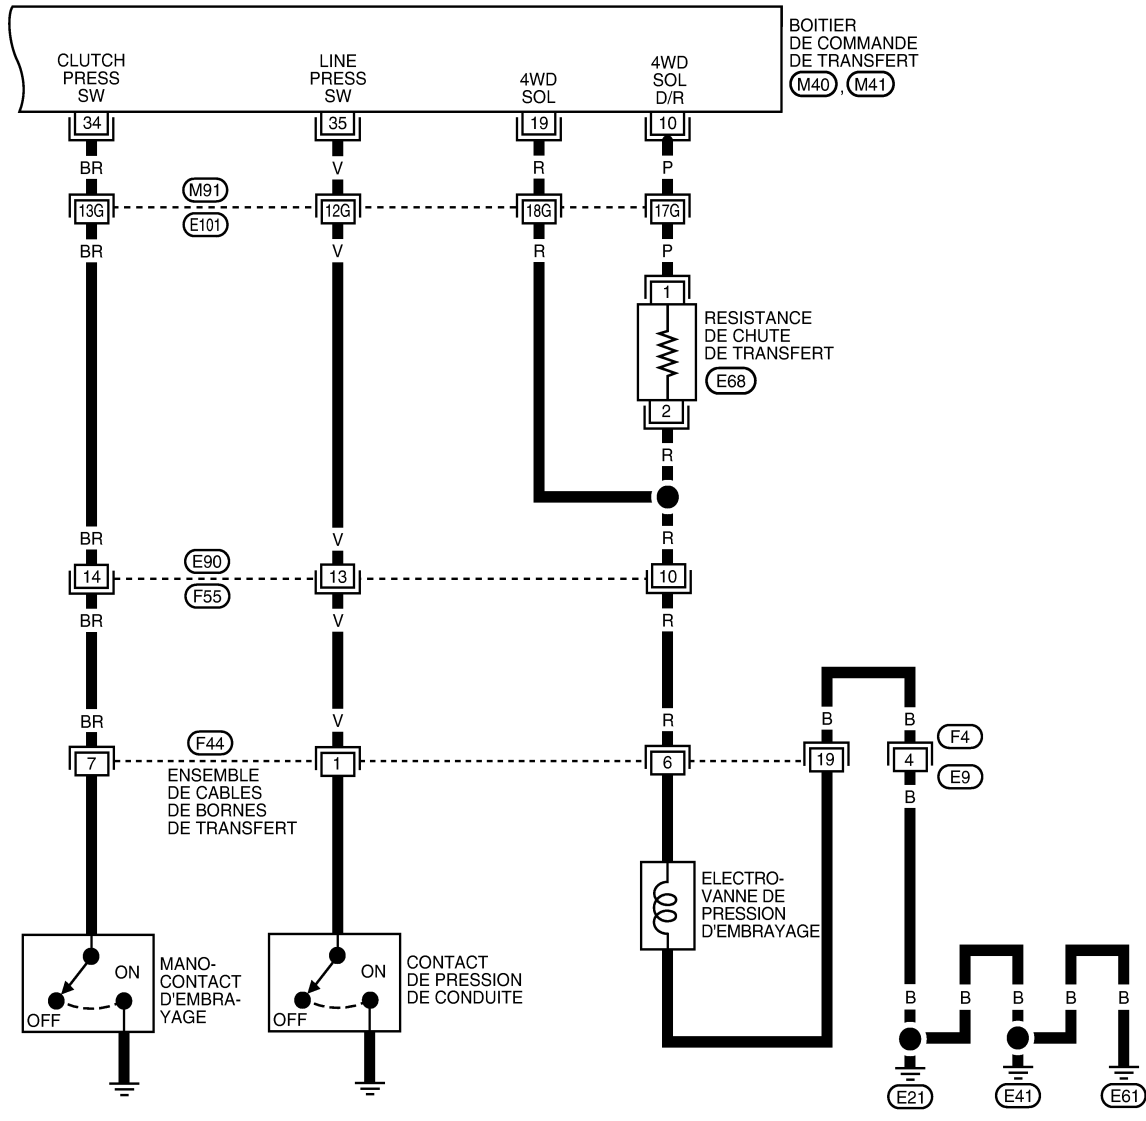 BOITIER
DE COMMANDE
DE TRANSFERT
M40 , M41
CLUTCH
PRESS
SW
LINE
PRESS
SW
4WD
SOL
4WD
SOL
D/R
34
35
19
10
BR
V
R
P
M91
13G
12G
18G
17G
E101
BR
V
R
P
1
RESISTANCE
DE CHUTE
DE TRANSFERT
E68
2
R
BR
V
R
E90
14
13
10
F55
BR
V
R
BR
V
R
B
B
F44
F4
7
1
6
19
4
E9
ENSEMBLE
DE CABLES
DE BORNES
DE TRANSFERT
B
ELECTRO-
VANNE DE
PRESSION
D'EMBRAYAGE
ON
OFF
MANO-
CONTACT
D'EMBRA-
YAGE
ON
OFF
CONTACT
DE PRESSION
DE CONDUITE
B
B
B
B
B
E21
E41
E61